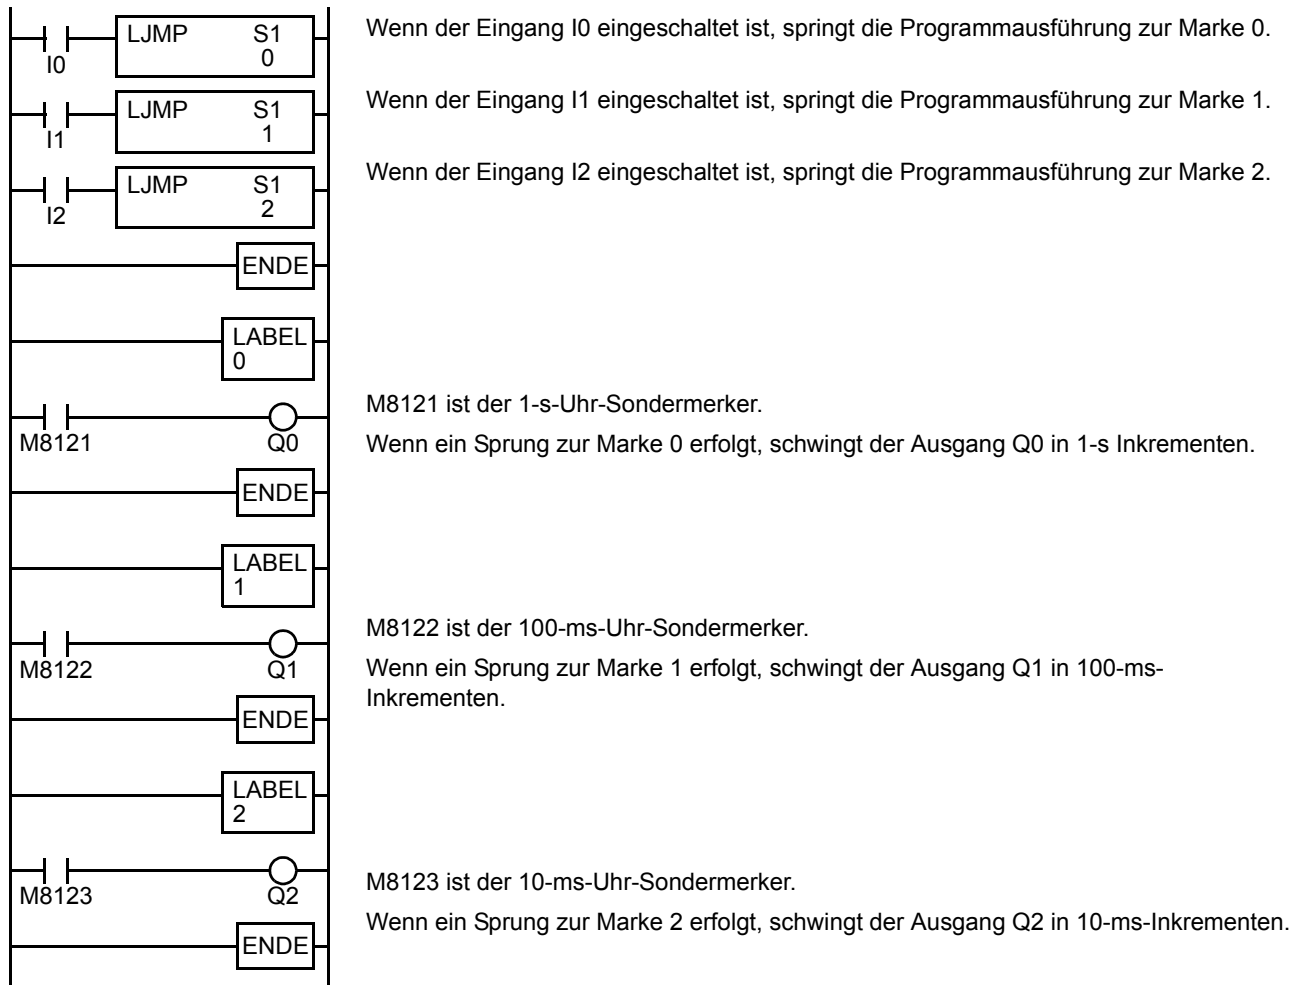 LJMP S1
0
I0
Wenn der Eingang I0 eingeschaltet ist, springt die Programmausführung zur Marke 0.
LJMP S1
1
I1
Wenn der Eingang I1 eingeschaltet ist, springt die Programmausführung zur Marke 1.
LJMP S1
2
I2
Wenn der Eingang I2 eingeschaltet ist, springt die Programmausführung zur Marke 2.
ENDE
LABEL
0
M8121 Q0
M8121 ist der 1-s-Uhr-Sondermerker.
Wenn ein Sprung zur Marke 0 erfolgt, schwingt der Ausgang Q0 in 1-s Inkrementen.
ENDE
LABEL
1
M8122 Q1
M8122 ist der 100-ms-Uhr-Sondermerker.
Wenn ein Sprung zur Marke 1 erfolgt, schwingt der Ausgang Q1 in 100-ms-
Inkrementen.
ENDE
LABEL
2
M8123 Q2
M8123 ist der 10-ms-Uhr-Sondermerker.
Wenn ein Sprung zur Marke 2 erfolgt, schwingt der Ausgang Q2 in 10-ms-Inkrementen.
ENDE